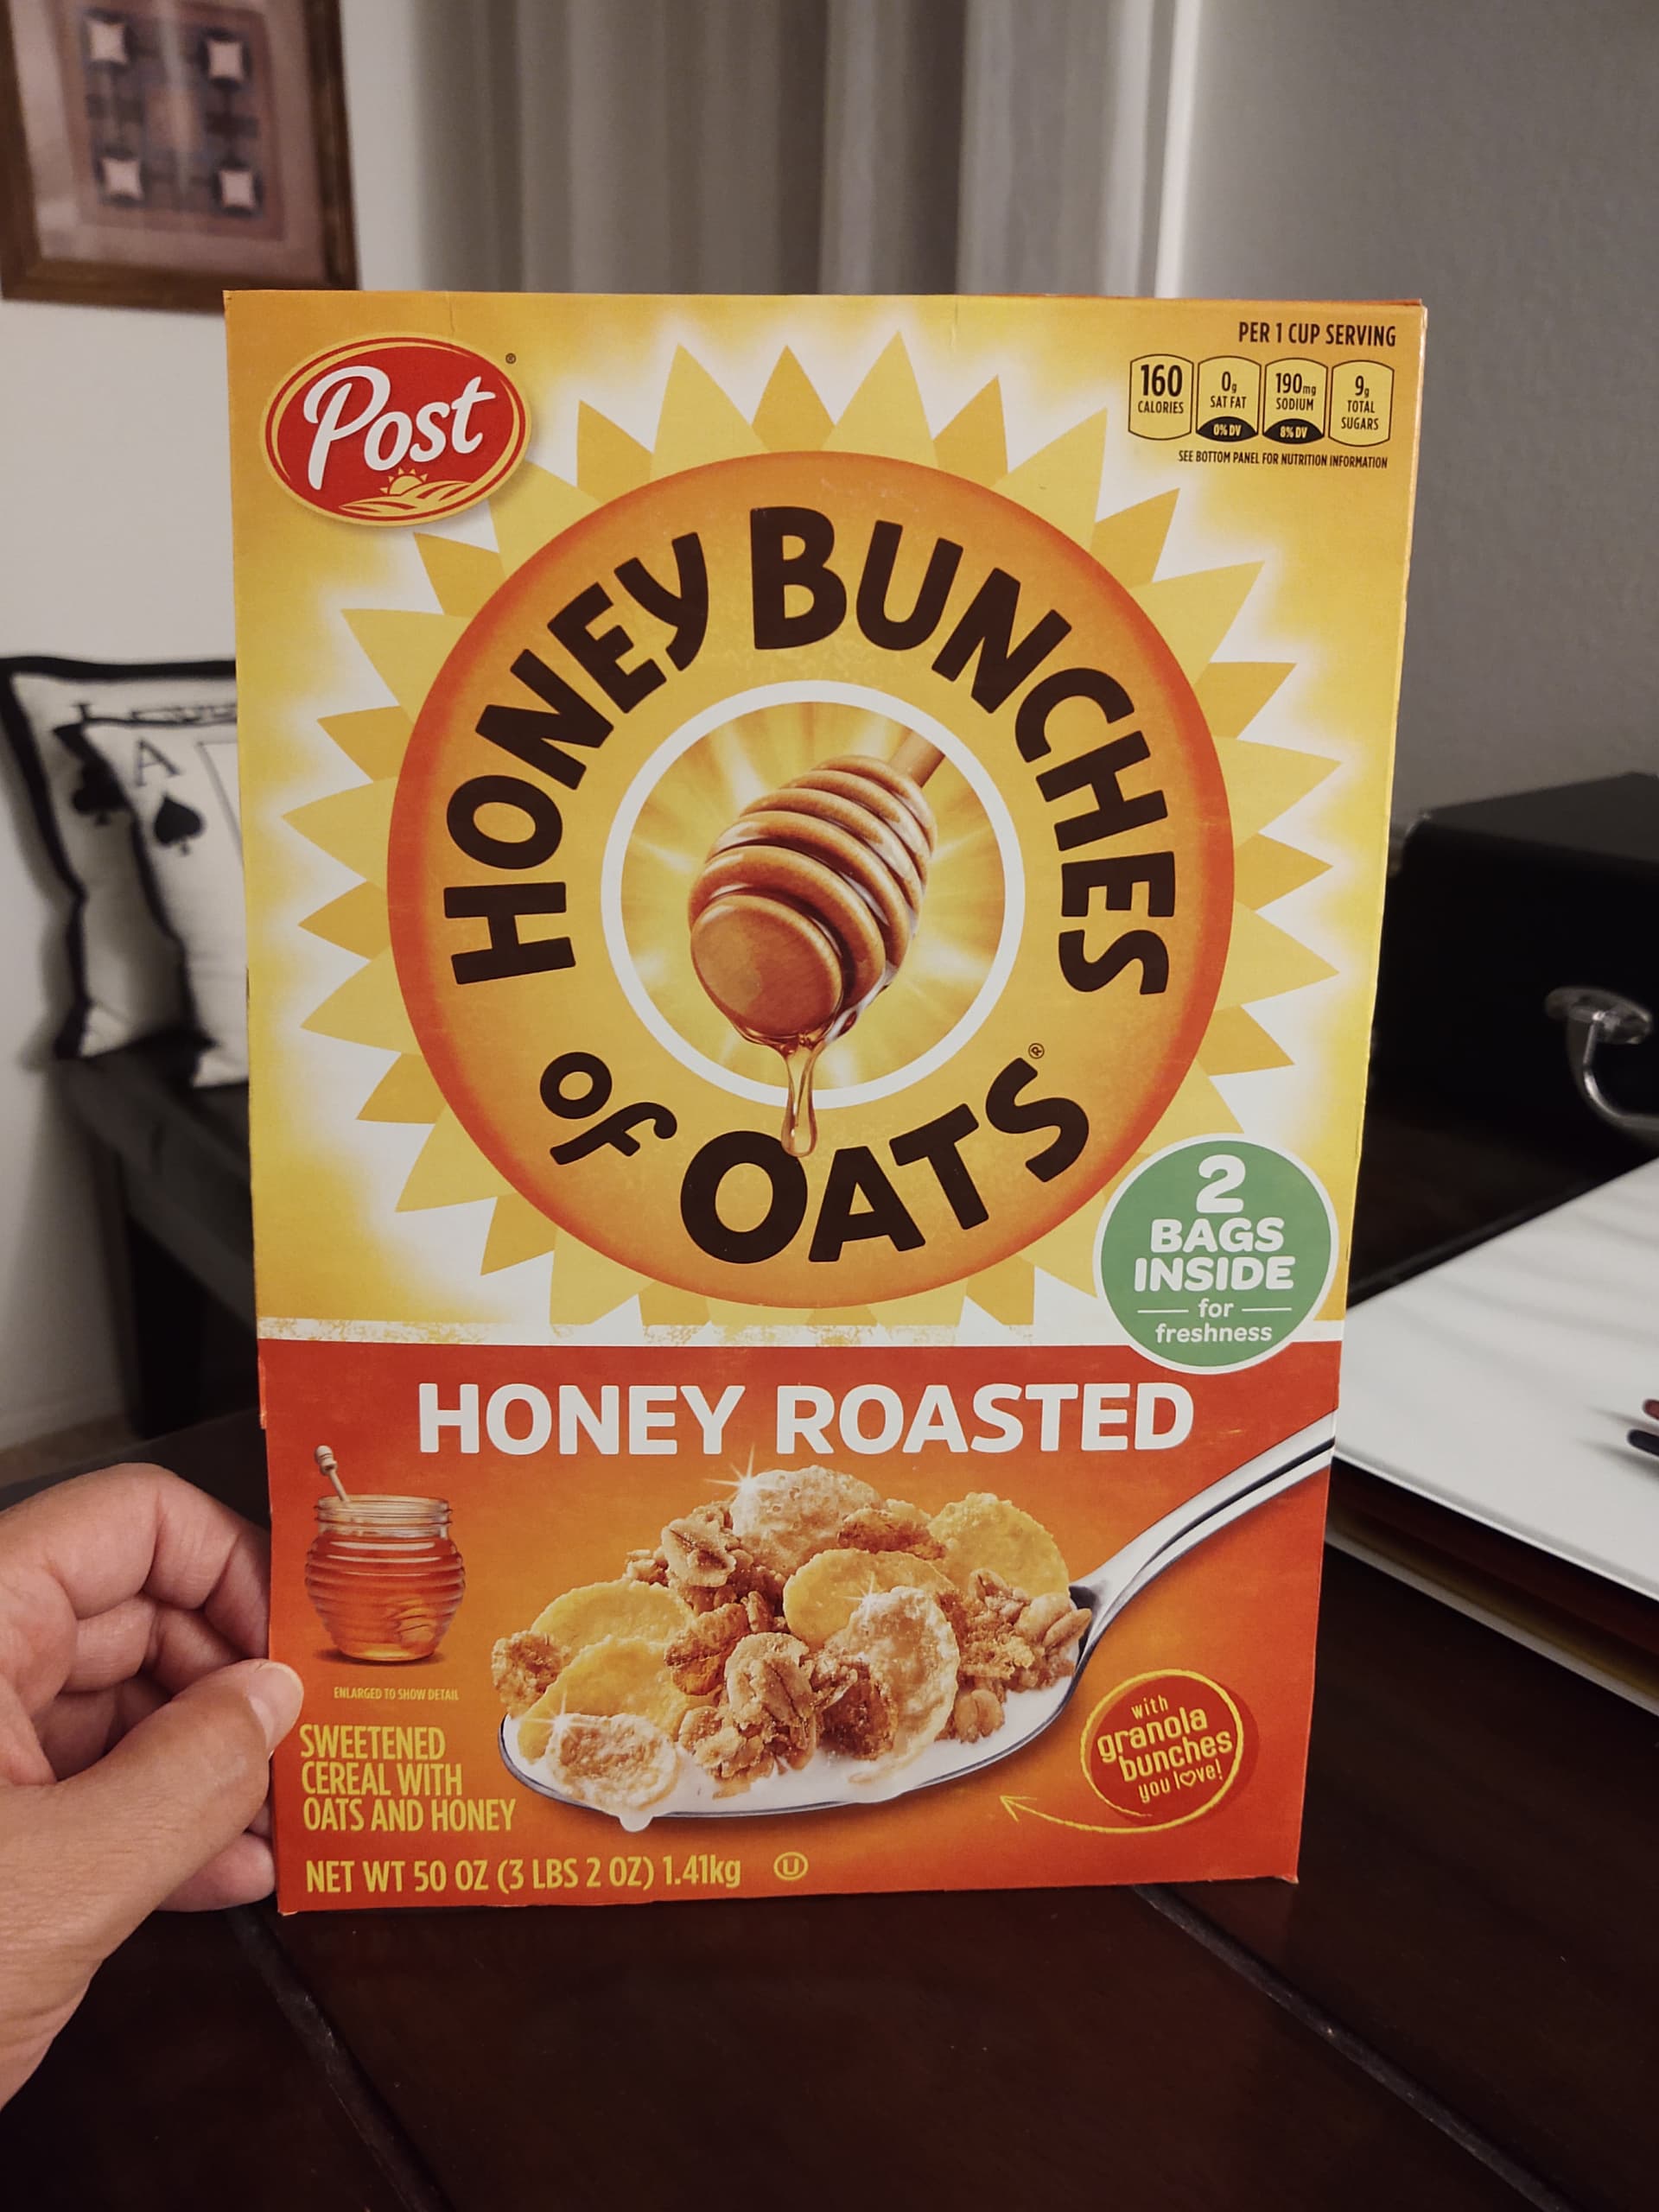 Post®
PER 1 CUP SERVING
160 CALORIES
0g SAT FAT 0% DV
190mg SODIUM 8% DV
9g TOTAL SUGARS
SEE BOTTOM PANEL FOR NUTRITION INFORMATION
HONEY BUNCHES
of OATS®
2
BAGS
INSIDE
for
freshness
HONEY ROASTED
ENLARGED TO SHOW DETAIL
SWEETENED
CEREAL WITH
OATS AND HONEY
with
granola
bunches
you l♡ve!
NET WT 50 OZ (3 LBS 2 OZ) 1.41kg U
A